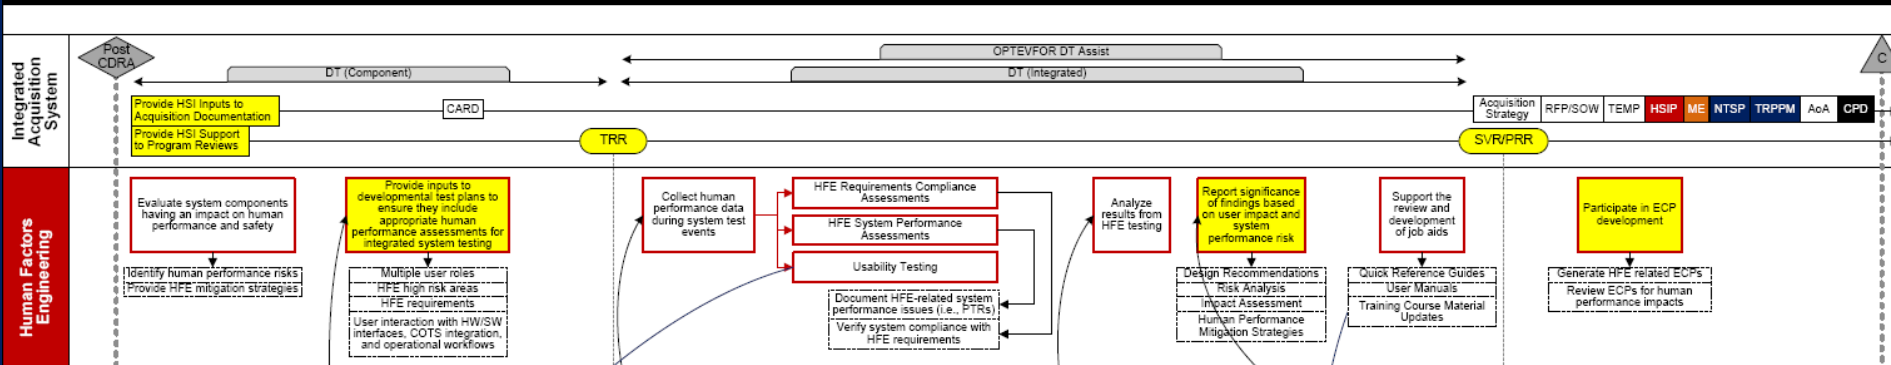 Integrated
Acquisition
System
Post
CDRA
OPTEVFOR DT Assist
DT (Component)
DT (Integrated)
C
Provide HSI Inputs to
Acquisition Documentation
CARD
Acquisition
Strategy
RFP/SOW
TEMP
HSIP
ME
NTSP
TRPPM
AoA
CPD
Provide HSI Support
to Program Reviews
TRR
SVR/PRR
Human Factors
Engineering
Evaluate system components
having an impact on human
performance and safety
Identify human performance risks
Provide HFE mitigation strategies
Provide inputs to
developmental test plans to
ensure they include
appropriate human
performance assessments for
integrated system testing
Multiple user roles
HFE high risk areas
HFE requirements
User interaction with HW/SW
interfaces, COTS integration,
and operational workflows
Collect human
performance data
during system test
events
HFE Requirements Compliance
Assessments
HFE System Performance
Assessments
Usability Testing
Document HFE-related system
performance issues (i.e., PTRs)
Verify system compliance with
HFE requirements
Analyze
results from
HFE testing
Report significance
of findings based
on user impact and
system
performance risk
Design Recommendations
Risk Analysis
Impact Assessment
Human Performance
Mitigation Strategies
Support the
review and
development
of job aids
Quick Reference Guides
User Manuals
Training Course Material
Updates
Participate in ECP
development
Generate HFE related ECPs
Review ECPs for human
performance impacts